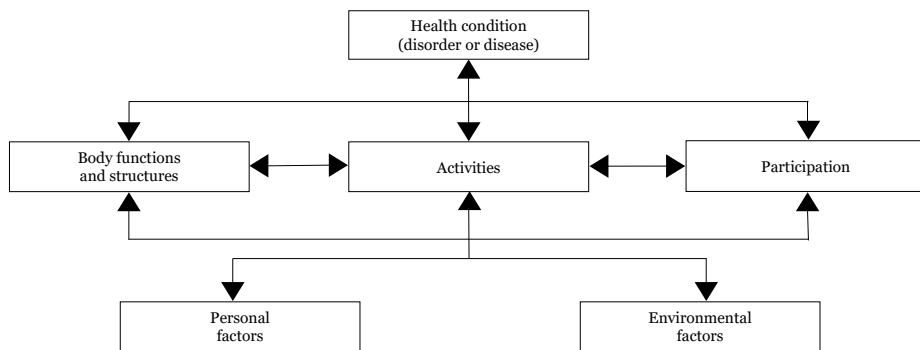 Health condition
(disorder or disease)
Body functions
and structures
Activities
Participation
Personal
factors
Environmental
factors